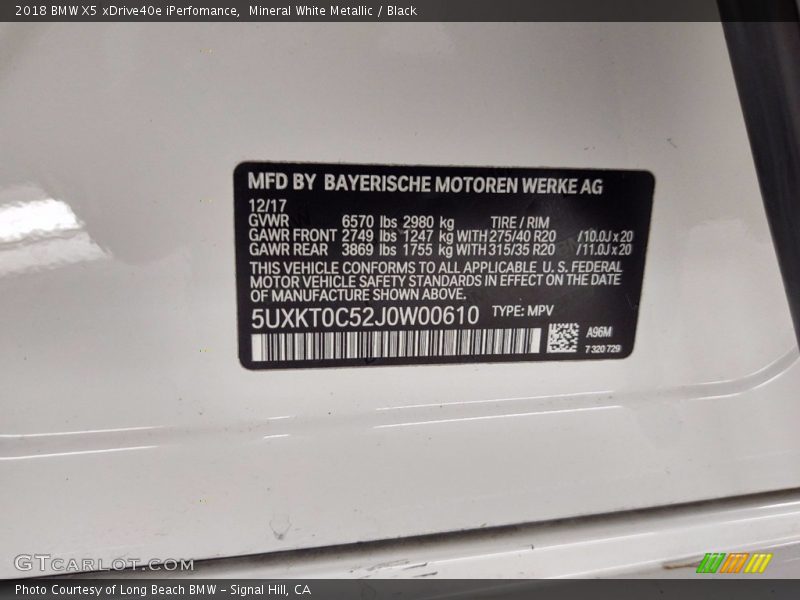 2018 BMW X5 xDrive40e iPerfomance,  Mineral White Metallic / Black
MFD BY BAYERISCHE MOTOREN WERKE AG
12/17
GVWR 6570 lbs 2980 kg TIRE / RIM
GAWR FRONT 2749 lbs 1247 kg WITH 275/40 R20 /10.0J x 20
GAWR REAR 3869 lbs 1755 kg WITH 315/35 R20 /11.0J x 20
THIS VEHICLE CONFORMS TO ALL APPLICABLE U. S. FEDERAL
MOTOR VEHICLE SAFETY STANDARDS IN EFFECT ON THE DATE
OF MANUFACTURE SHOWN ABOVE.
5UXKT0C52J0W00610 TYPE: MPV
A96M
7 320 729
GTCARLOT.COM
Photo Courtesy of Long Beach BMW – Signal Hill, CA